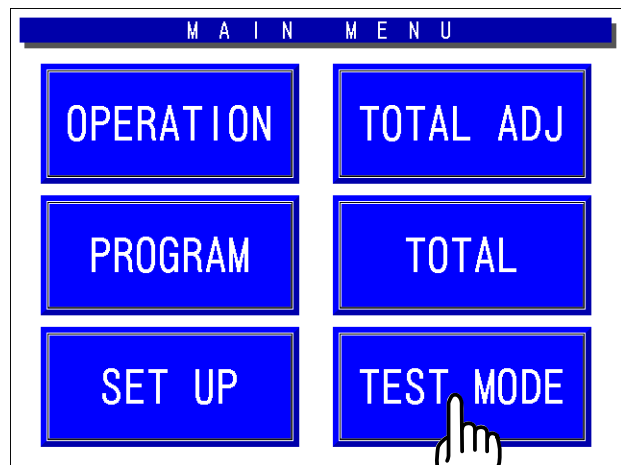 MAIN MENU
OPERATION
TOTAL ADJ
PROGRAM
TOTAL
SET UP
TEST MODE